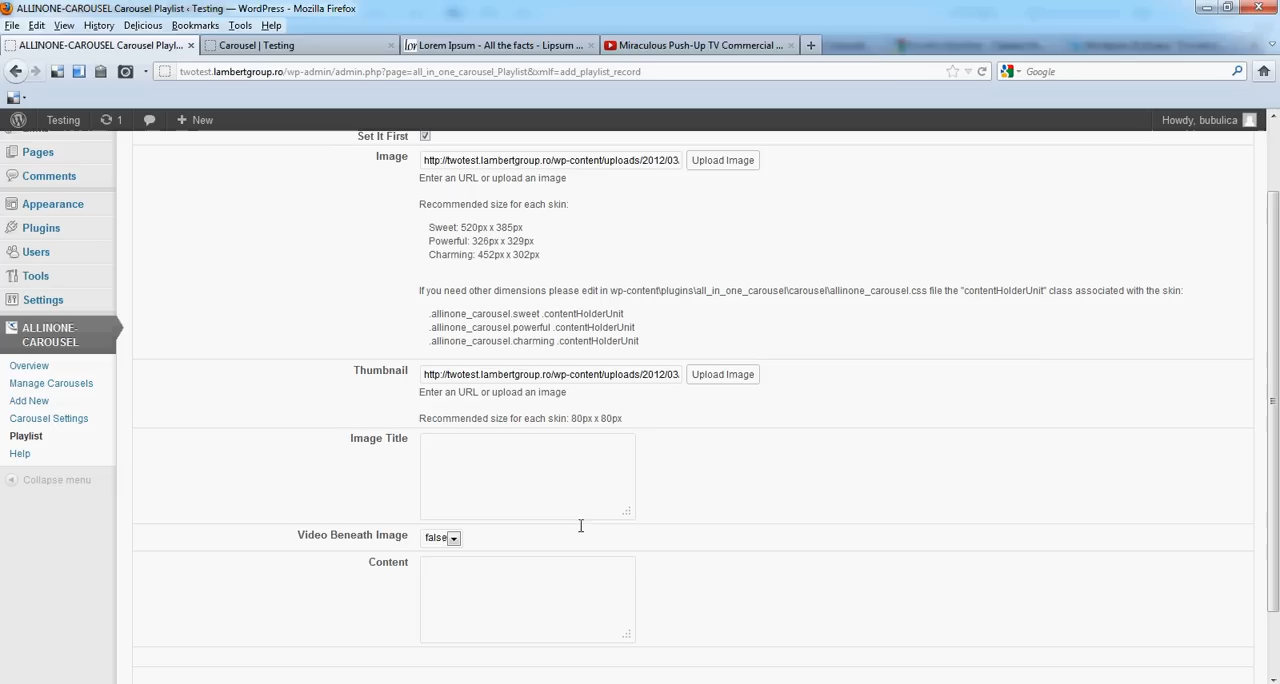 ALLINONE-CAROUSEL Carousel Playlist ‹ Testing — WordPress - Mozilla Firefox
File Edit View History Delicious Bookmarks Tools Help
ALLINONE-CAROUSEL Carousel Playl... × Carousel | Testing × lor Lorem Ipsum - All the facts - Lipsum ... × Miraculous Push-Up TV Commercial ... × +
twotest.lambertgroup.ro/wp-admin/admin.php?page=all_in_one_carousel_Playlist&xmlf=add_playlist_record
Google
Testing 1 + New Howdy, bubulica
Pages
Comments
Appearance
Plugins
Users
Tools
Settings
ALLINONE-
CAROUSEL
Overview
Manage Carousels
Add New
Carousel Settings
Playlist
Help
Collapse menu
Set It First
Image http://twotest.lambertgroup.ro/wp-content/uploads/2012/03. Upload Image
Enter an URL or upload an image
Recommended size for each skin:
Sweet: 520px x 385px
Powerful: 326px x 329px
Charming: 452px x 302px
If you need other dimensions please edit in wp-content\plugins\all_in_one_carousel\carousel\allinone_carousel.css file the "contentHolderUnit" class associated with the skin:
.allinone_carousel.sweet .contentHolderUnit
.allinone_carousel.powerful .contentHolderUnit
.allinone_carousel.charming .contentHolderUnit
Thumbnail http://twotest.lambertgroup.ro/wp-content/uploads/2012/03. Upload Image
Enter an URL or upload an image
Recommended size for each skin: 80px x 80px
Image Title
Video Beneath Image false
Content